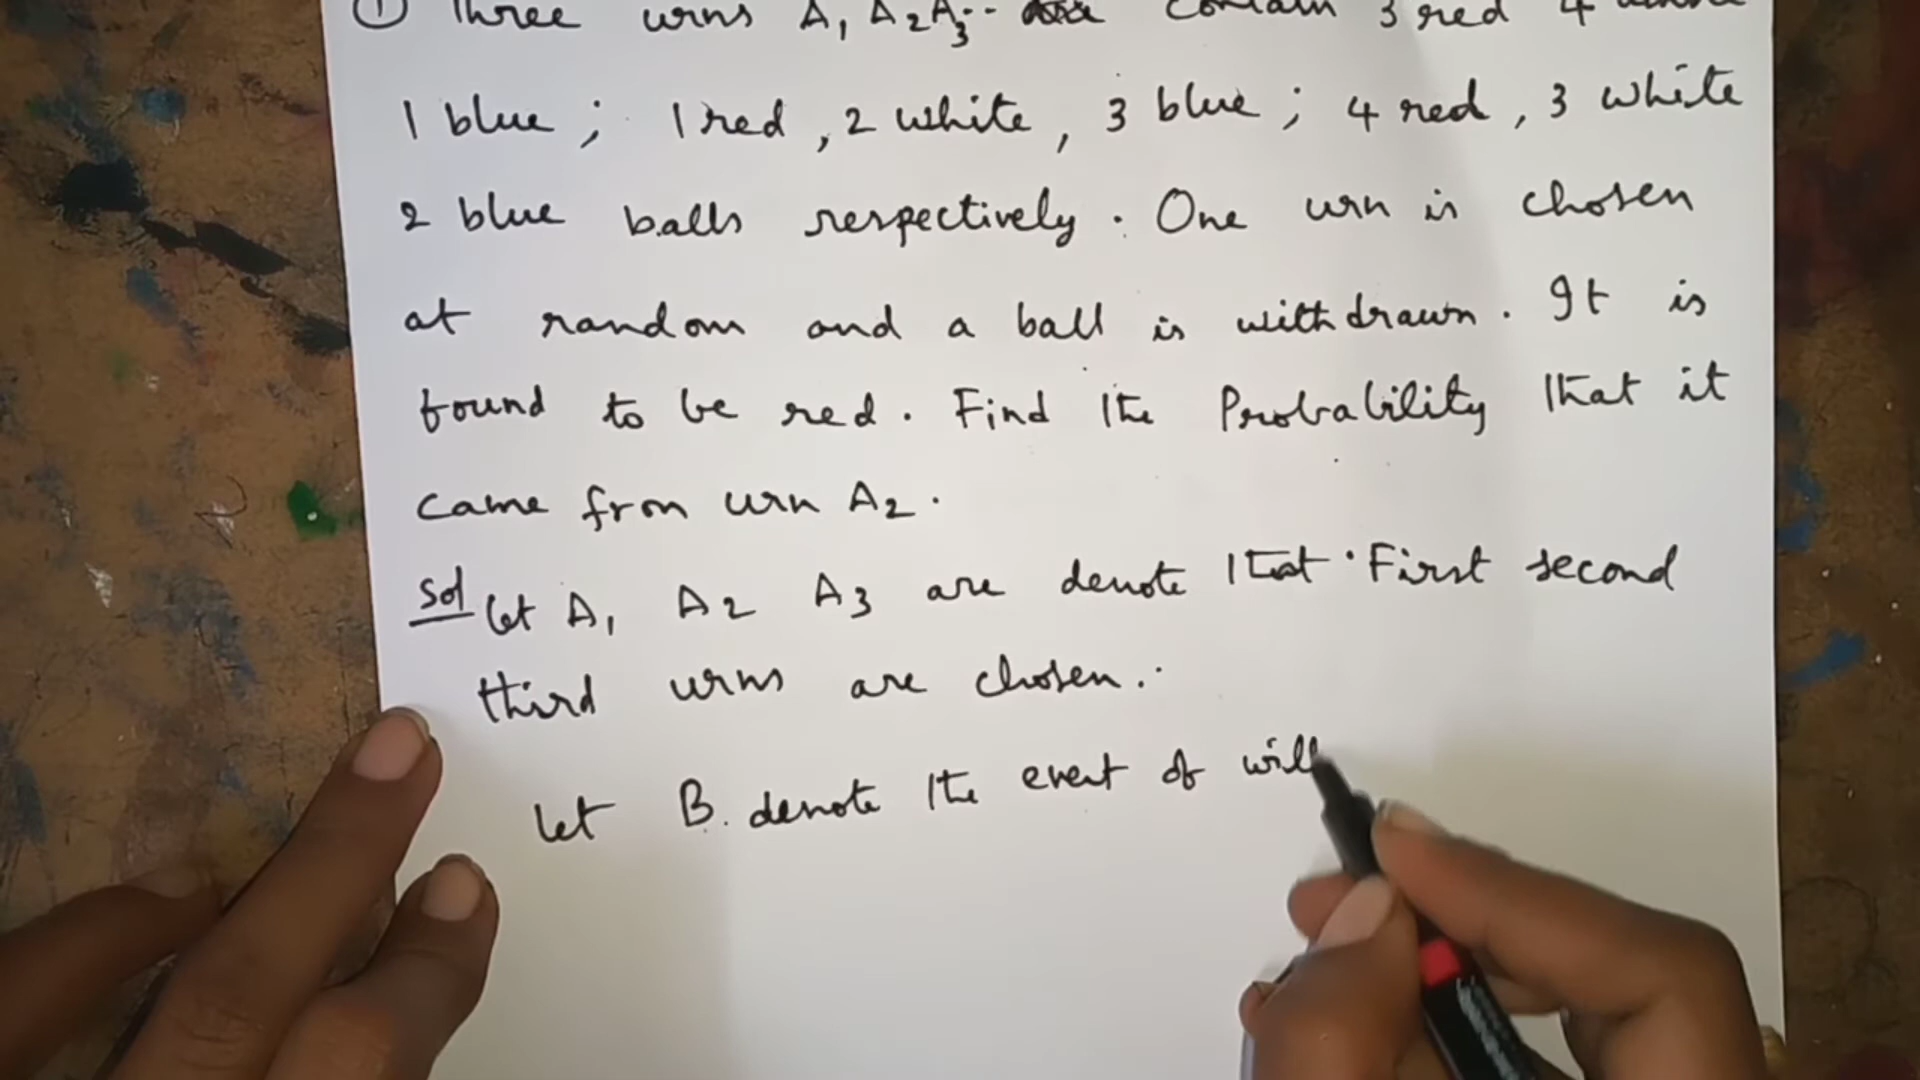 ① Three urns A1 A2 A3.. contain 3 red 4 white
1 blue ; 1 red , 2 white , 3 blue ; 4 red , 3 white
2 blue balls respectively . One urn is chosen
at random and a ball is withdrawn . It is
found to be red . Find the Probability that it
came from urn A2 .
Sol let A1 A2 A3 are denote that First second
third urns are chosen .
let B denote the event of will